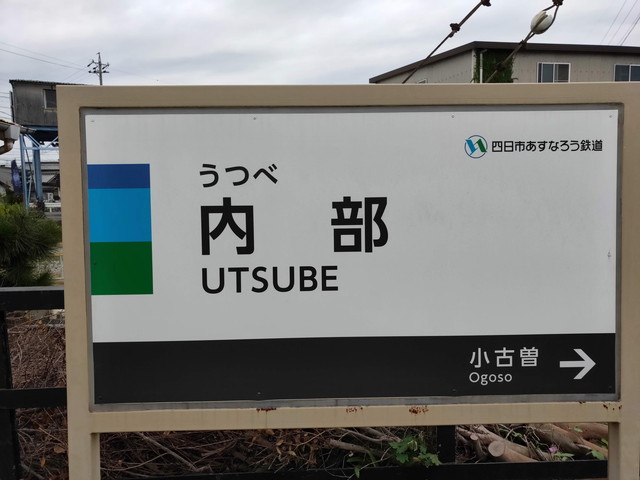 四日市あすなろう鉄道
うつべ
内部
UTSUBE
小古曽
Ogoso